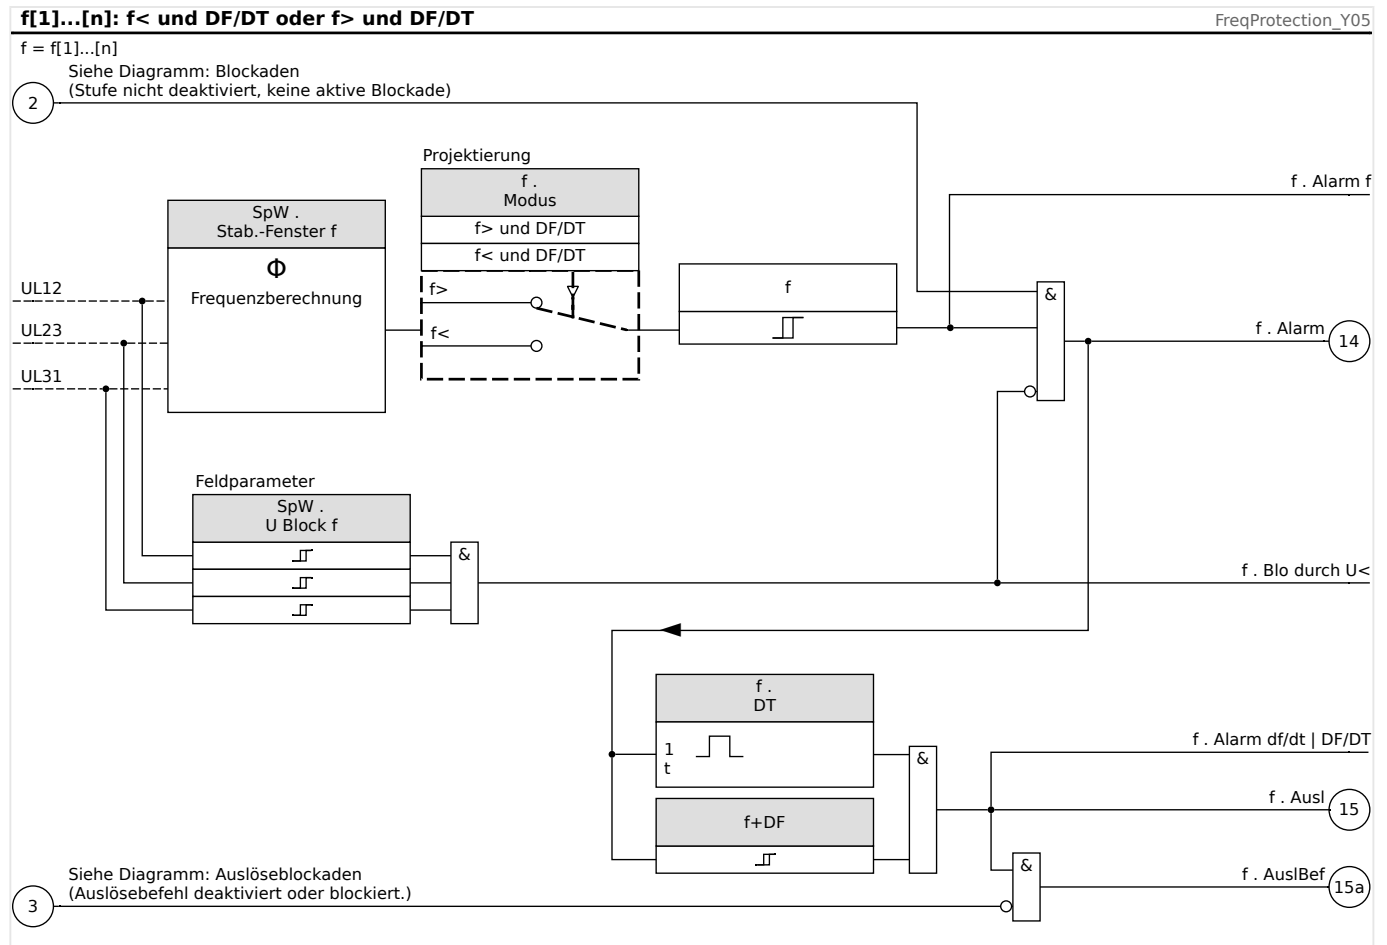 f[1]...[n]: f< und DF/DT oder f> und DF/DT
FreqProtection_Y05
f = f[1]...[n]
Siehe Diagramm: Blockaden
(Stufe nicht deaktiviert, keine aktive Blockade)
2
Projektierung
f .
Modus
f> und DF/DT
f< und DF/DT
f . Alarm f
SpW .
Stab.-Fenster f
Φ
Frequenzberechnung
UL12
UL23
UL31
f>
f<
f
&
f . Alarm
14
Feldparameter
SpW .
U Block f
&
f . Blo durch U<
f .
DT
1
t
&
f+DF
f . Alarm df/dt | DF/DT
f . Ausl
15
&
f . AuslBef
15a
Siehe Diagramm: Auslöseblockaden
(Auslösebefehl deaktiviert oder blockiert.)
3